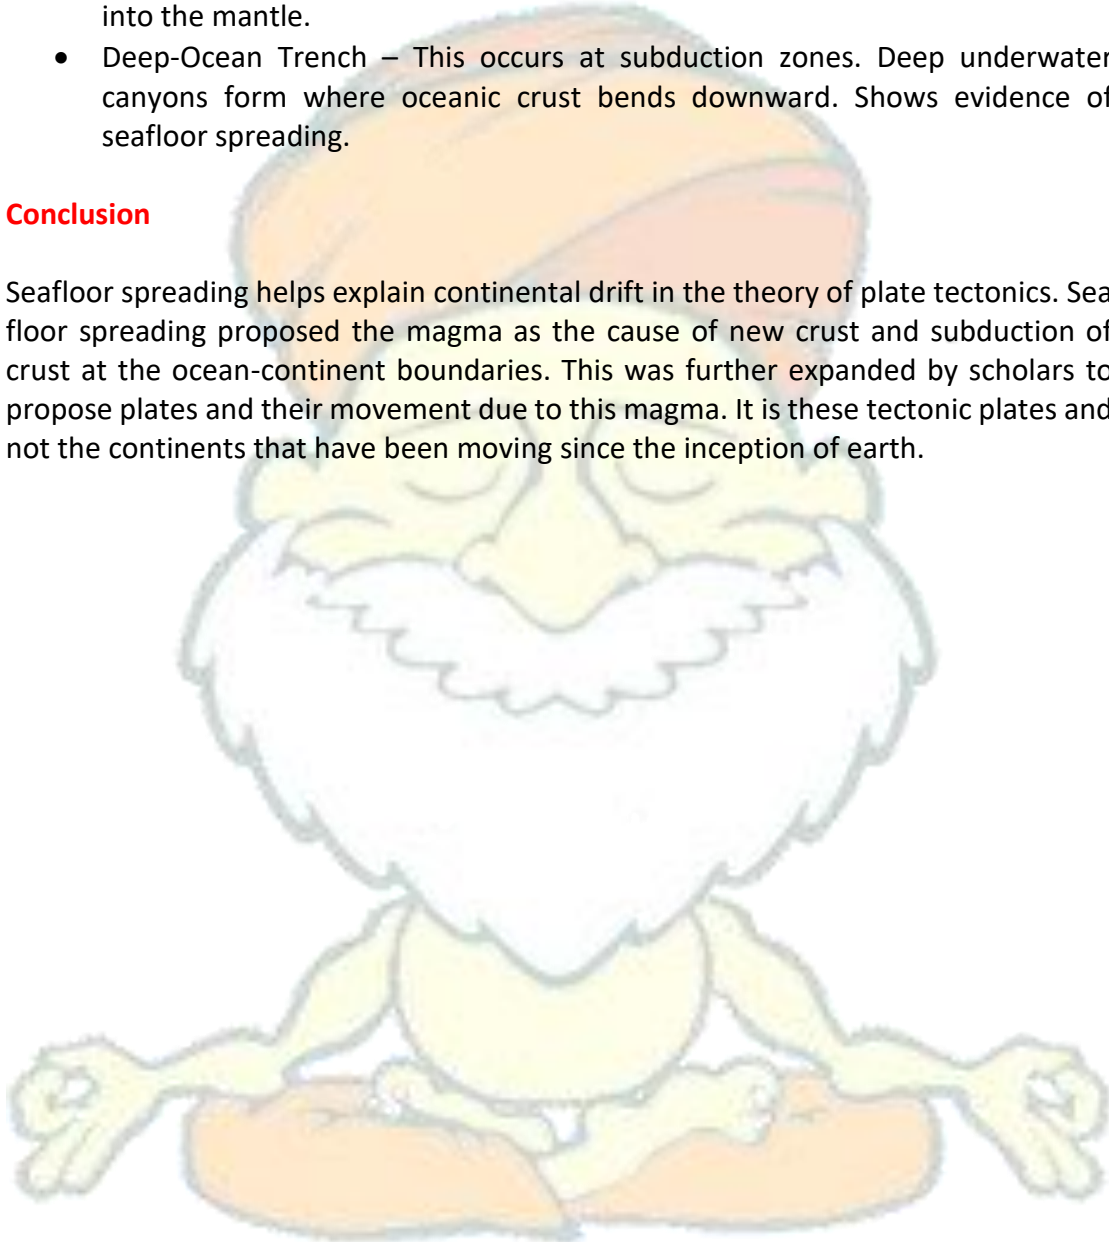 into the mantle.
• Deep-Ocean Trench – This occurs at subduction zones. Deep underwater
canyons form where oceanic crust bends downward. Shows evidence of
seafloor spreading.
Conclusion
Seafloor spreading helps explain continental drift in the theory of plate tectonics. Sea
floor spreading proposed the magma as the cause of new crust and subduction of
crust at the ocean-continent boundaries. This was further expanded by scholars to
propose plates and their movement due to this magma. It is these tectonic plates and
not the continents that have been moving since the inception of earth.